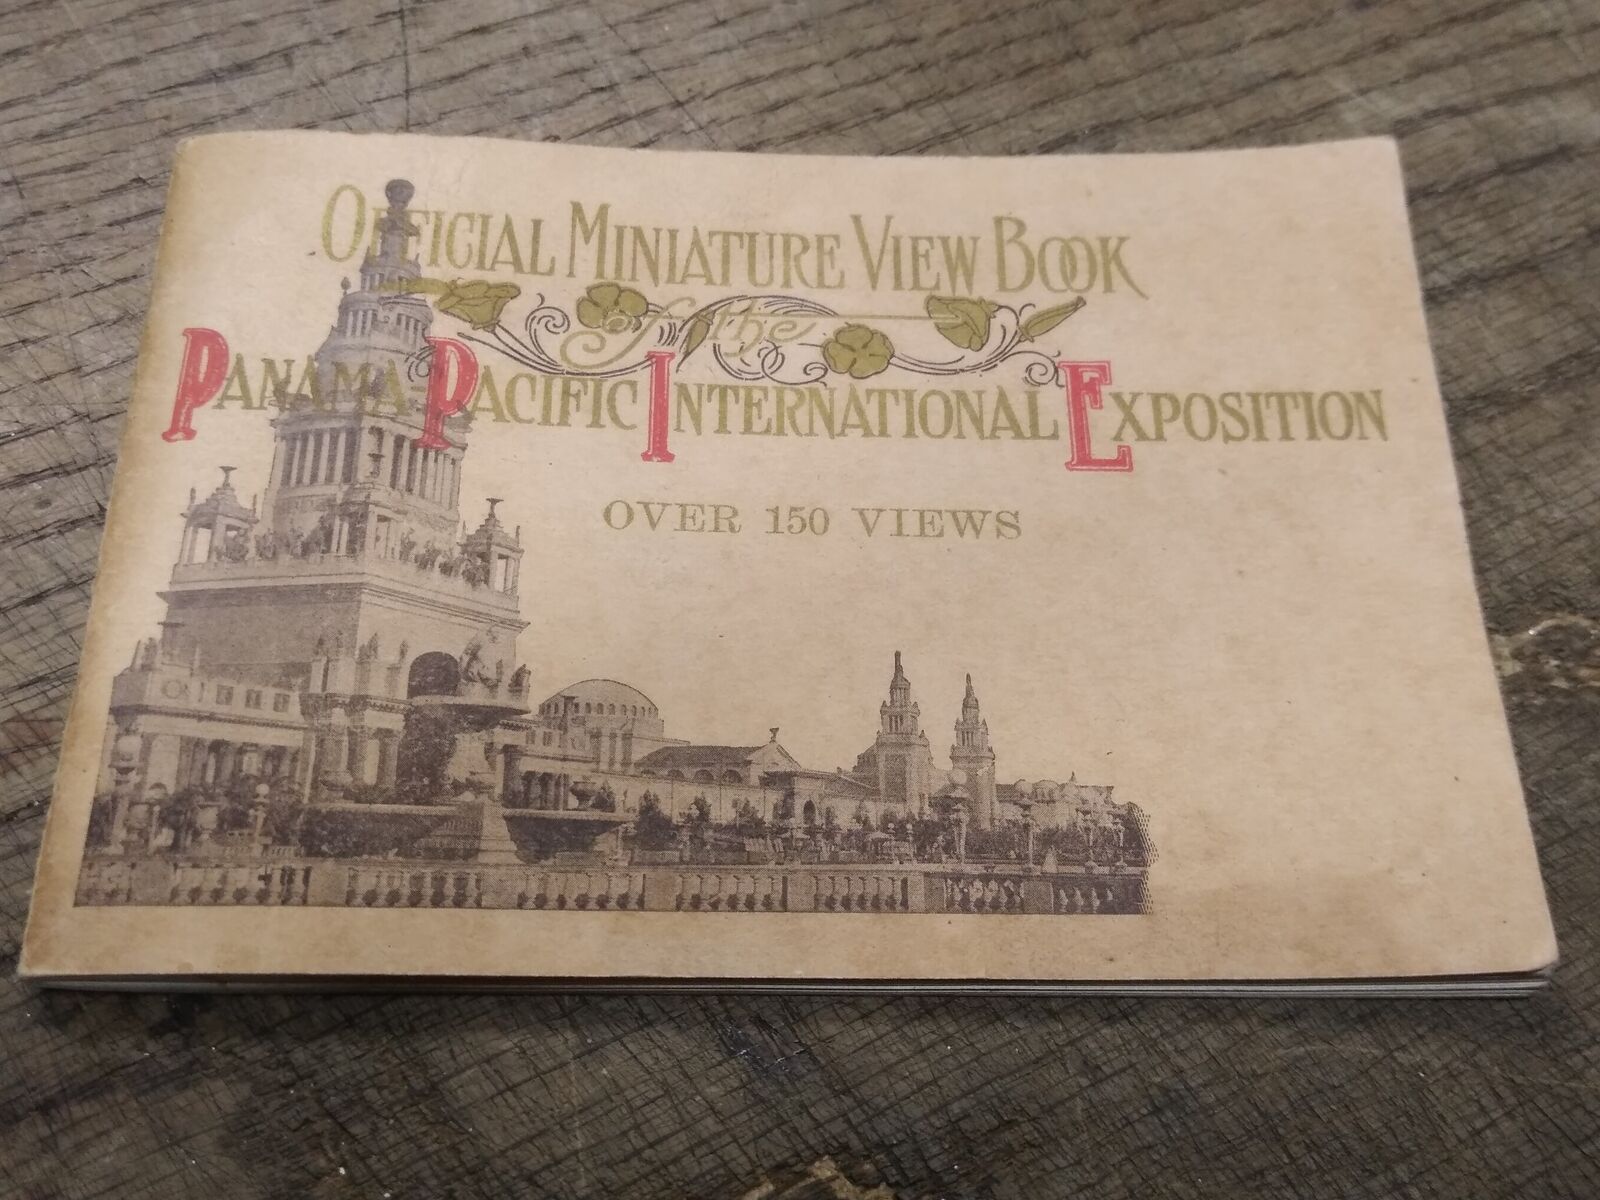 OFFICIAL MINIATURE VIEW BOOK
of the
PANAMA-PACIFIC INTERNATIONAL EXPOSITION
OVER 150 VIEWS